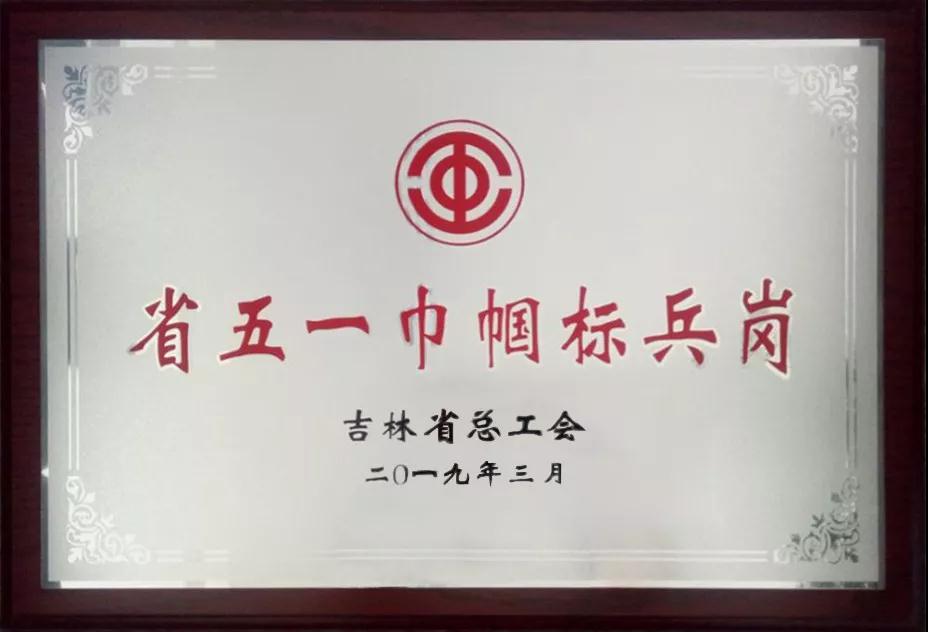 省五一巾帼标兵岗
吉林省总工会
二〇一九年三月